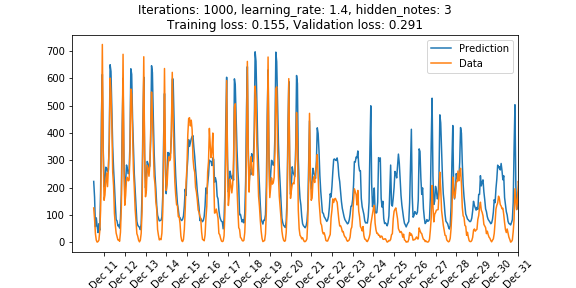 Iterations: 1000, learning_rate: 1.4, hidden_notes: 3
Training loss: 0.155, Validation loss: 0.291
Prediction
Data
700
600
500
400
300
200
100
0
Dec 11
Dec 12
Dec 13
Dec 14
Dec 15
Dec 16
Dec 17
Dec 18
Dec 19
Dec 20
Dec 21
Dec 22
Dec 23
Dec 24
Dec 25
Dec 26
Dec 27
Dec 28
Dec 29
Dec 30
Dec 31